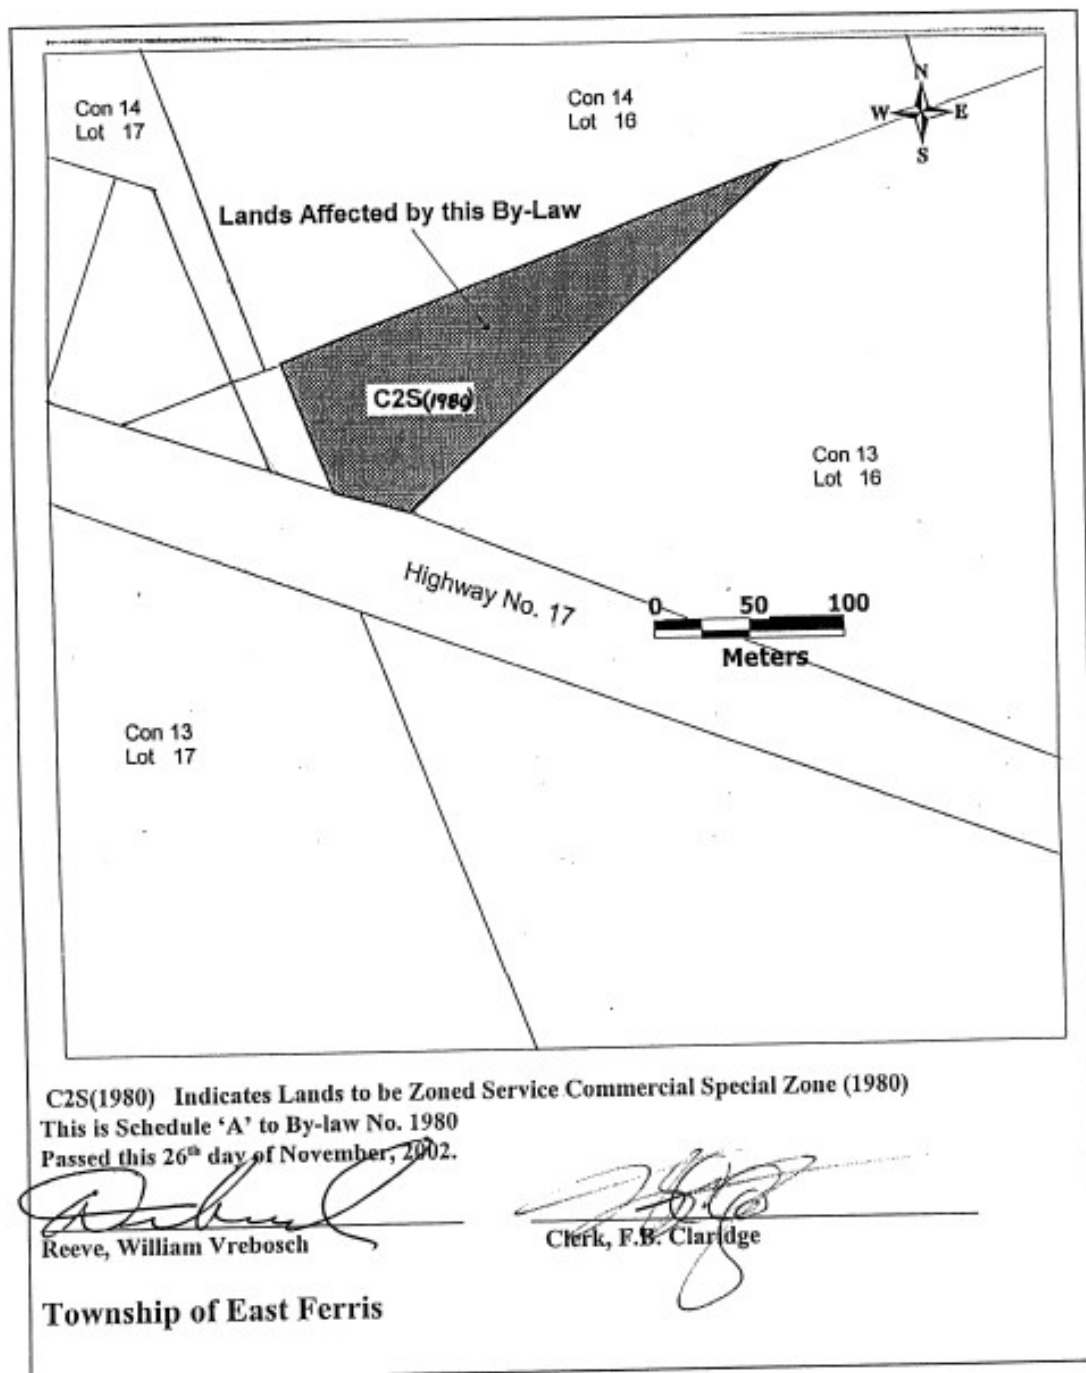 Con 14
Lot 17
Con 14
Lot 16
N
W E
S
Lands Affected by this By-Law
C2S(1980)
Con 13
Lot 16
Highway No. 17
0 50 100
Meters
Con 13
Lot 17
C2S(1980) Indicates Lands to be Zoned Service Commercial Special Zone (1980)
This is Schedule ‘A’ to By-law No. 1980
Passed this 26th day of November, 2002.
Reeve, William Vrebosch
Clerk, F.B. Claridge
Township of East Ferris